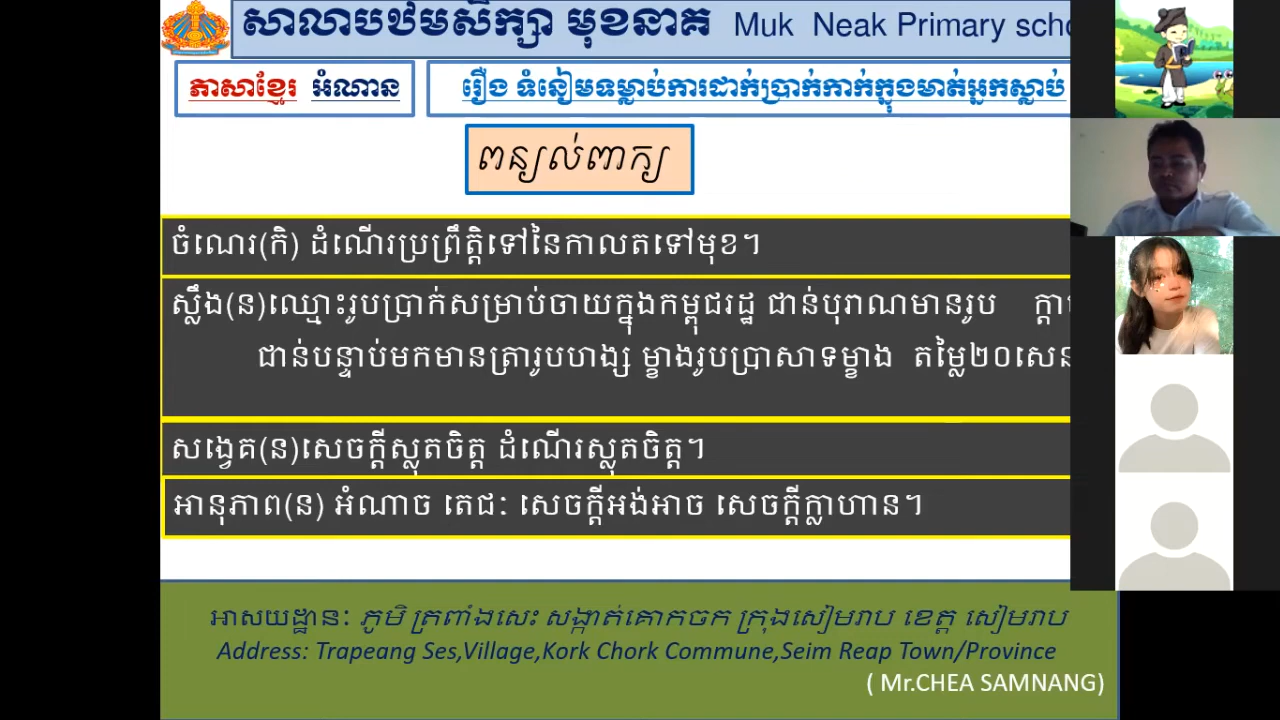 សាលាបឋមសិក្សា មុខនាគ Muk Neak Primary
ភាសាខ្មែរ អំណាន
រឿង ទំនៀមទម្លាប់ការដាក់ប្រាក់កាក់ក្នុងមាត់អ្នកស្លាប់
ពន្យល់ពាក្យ
ចំណេរ(កិ) ដំណើរប្រព្រឹត្តិទៅនៃកាលតទៅមុខ។
ស្លឹង(ន)ឈ្មោះរូបប្រាក់សម្រាប់ចាយក្នុងកម្ពុជរដ្ឋ ជាន់បុរាណមានរូប
ជាន់បន្ទាប់មកមានត្រារូបហង្ស ម្ខាងរូបប្រាសាទម្ខាង តម្លៃ២០
សង្វេគ(ន)សេចក្ដីស្លុតចិត្ត ដំណើរស្លុតចិត្ត។
អានុភាព(ន) អំណាច តេជៈ សេចក្ដីអង់អាច សេចក្ដីក្លាហាន។
អាសយដ្ឋានៈ ភូមិ ត្រពាំងសេះ សង្កាត់គោកចក ក្រុងសៀមរាប ខេត្ត សៀមរាប
Address: Trapeang Ses,Village,Kork Chork Commune,Seim Reap Town/Province
( Mr.CHEA SAMNANG)